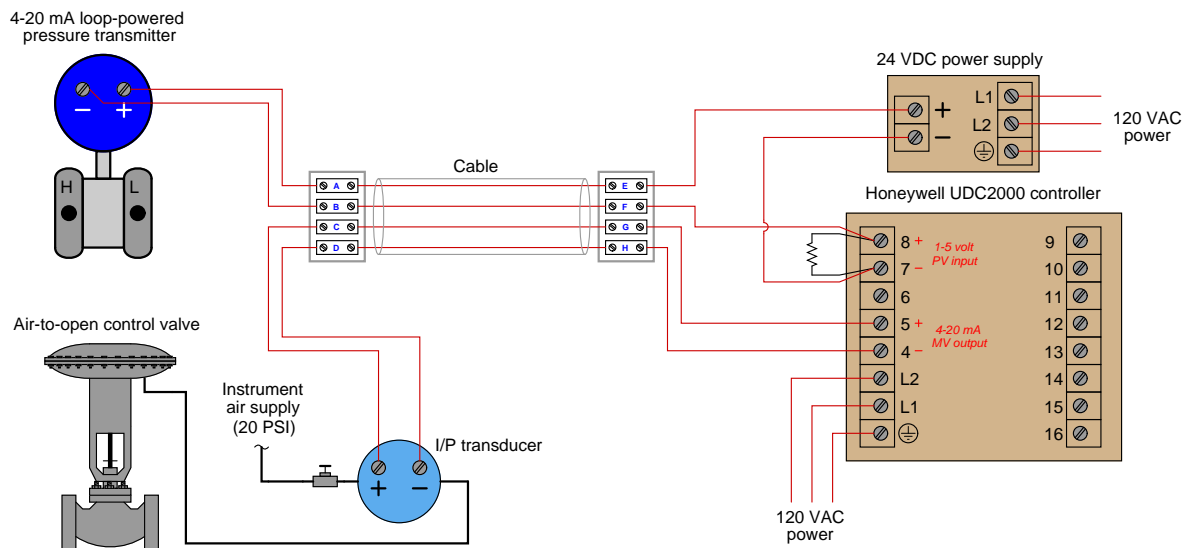 4-20 mA loop-powered
pressure transmitter
− +
H L
24 VDC power supply
+
−
L1
L2
120 VAC
power
Cable
A
B
C
D
E
F
G
H
Honeywell UDC2000 controller
8 +
1-5 volt
PV input
7 −
6
5 +
4-20 mA
MV output
4 −
L2
L1
9
10
11
12
13
14
15
16
Air-to-open control valve
Instrument
air supply
(20 PSI)
I/P transducer
+ −
120 VAC
power